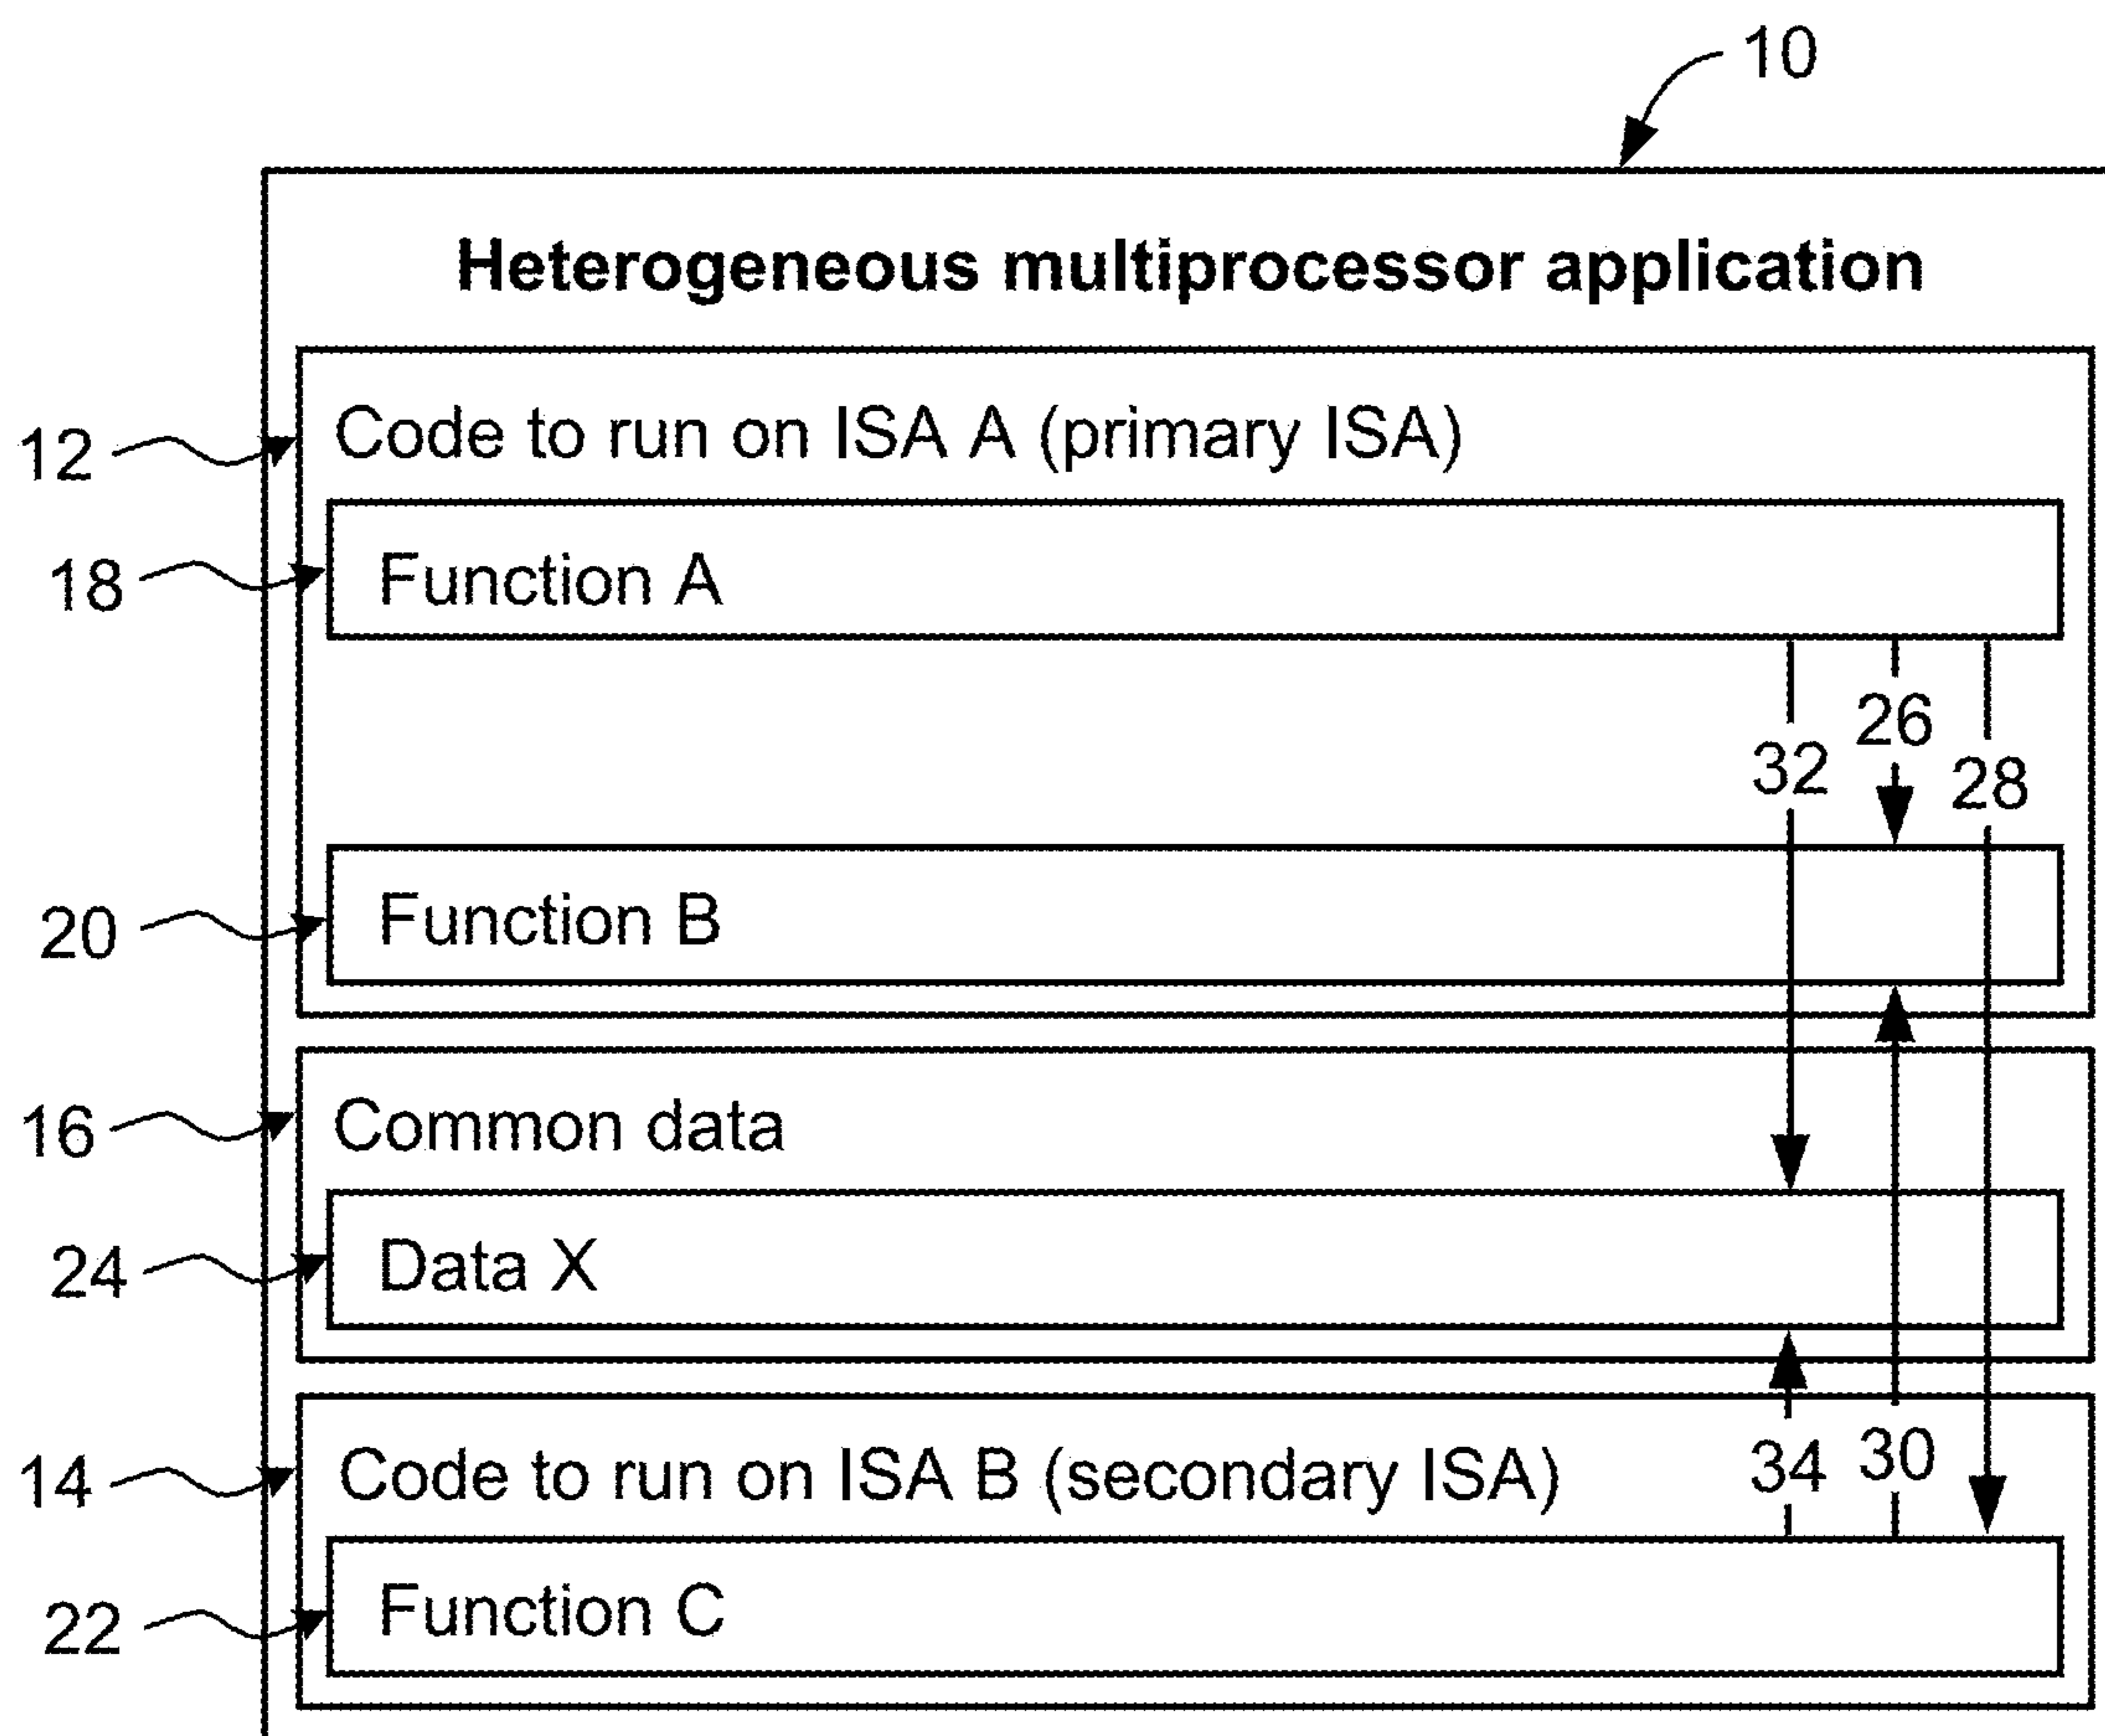 10
Heterogeneous multiprocessor application
12
Code to run on ISA A (primary ISA)
18
Function A
26
32
28
20
Function B
16
Common data
24
Data X
14
Code to run on ISA B (secondary ISA)
34
30
22
Function C